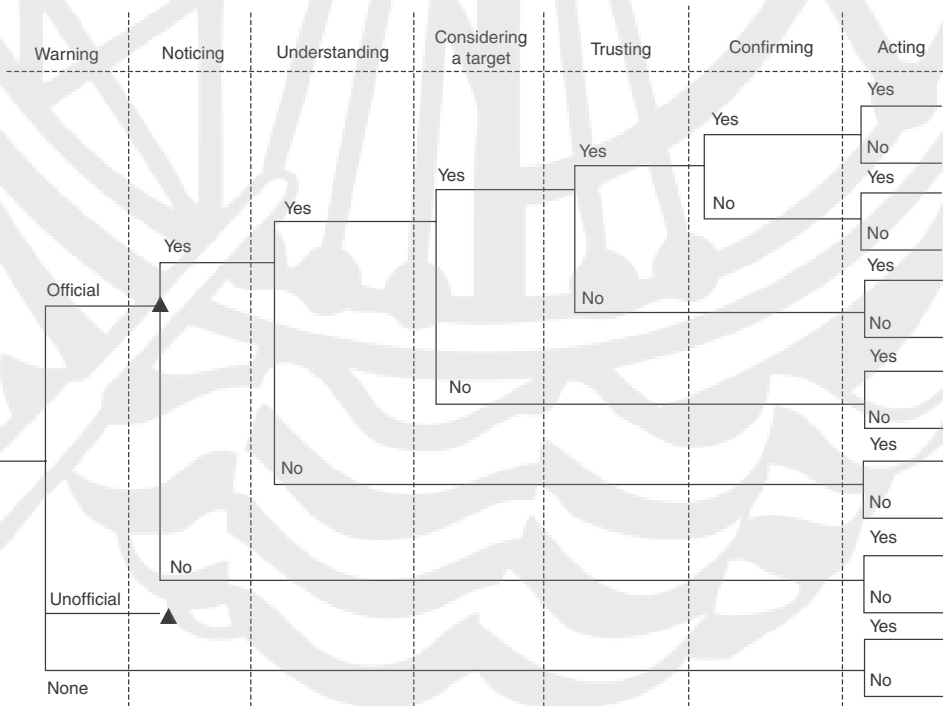 Warning
Noticing
Understanding
Considering
a target
Trusting
Confirming
Acting
Yes
Yes
No
Yes
Yes
Yes
No
Yes
No
Yes
Yes
No
Official
No
Yes
No
No
Yes
No
No
Yes
No
No
Unofficial
Yes
No
None